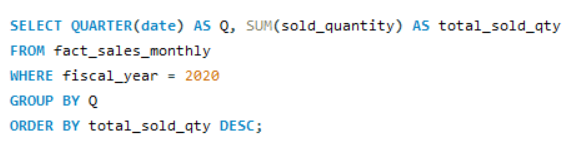 SELECT QUARTER(date) AS Q, SUM(sold_quantity) AS total_sold_qty
FROM fact_sales_monthly
WHERE fiscal_year = 2020
GROUP BY Q
ORDER BY total_sold_qty DESC;